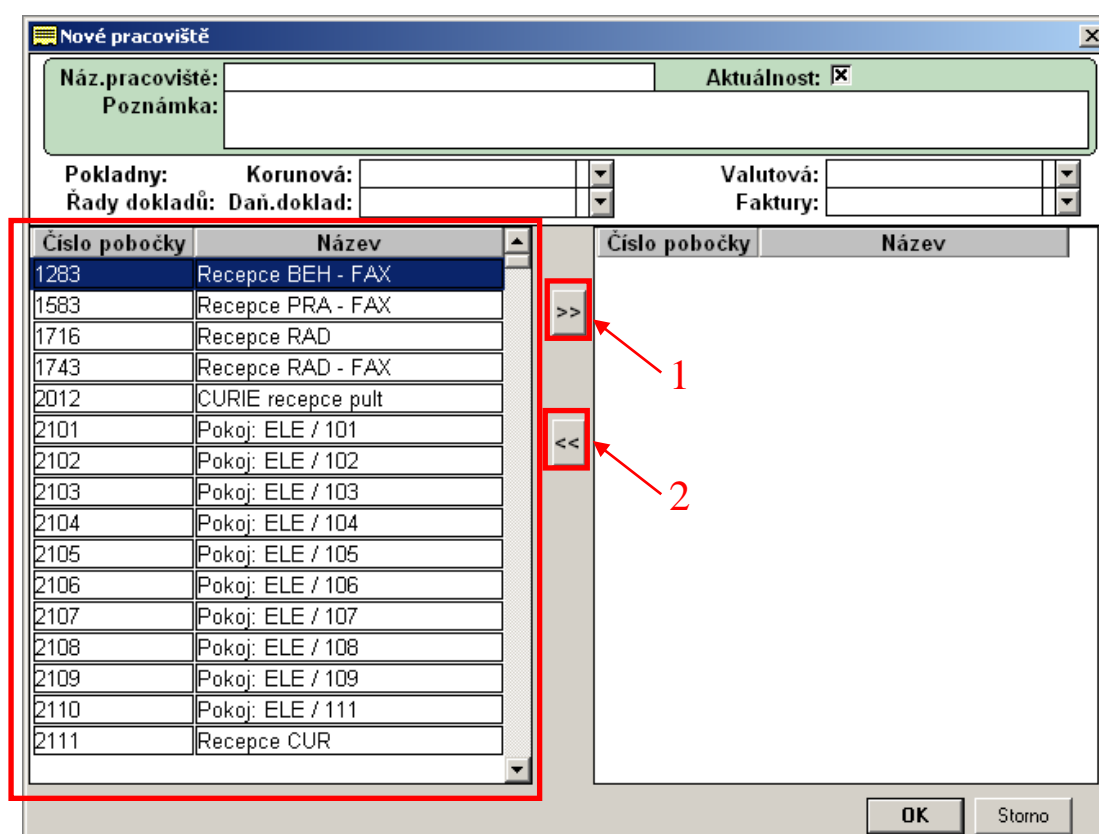 Nové pracoviště
Náz.pracoviště: Aktuálnost:
Poznámka:
Pokladny: Korunová: Valutová:
Řady dokladů: Daň.doklad: Faktury:
Číslo pobočky Název Číslo pobočky Název
1283 Recepce BEH - FAX
1583 Recepce PRA - FAX
>>
1716 Recepce RAD
1743 Recepce RAD - FAX
1
2012 CURIE recepce pult
2101 Pokoj: ELE / 101
<<
2102 Pokoj: ELE / 102
2103 Pokoj: ELE / 103
2
2104 Pokoj: ELE / 104
2105 Pokoj: ELE / 105
2106 Pokoj: ELE / 106
2107 Pokoj: ELE / 107
2108 Pokoj: ELE / 108
2109 Pokoj: ELE / 109
2110 Pokoj: ELE / 111
2111 Recepce CUR
OK Storno